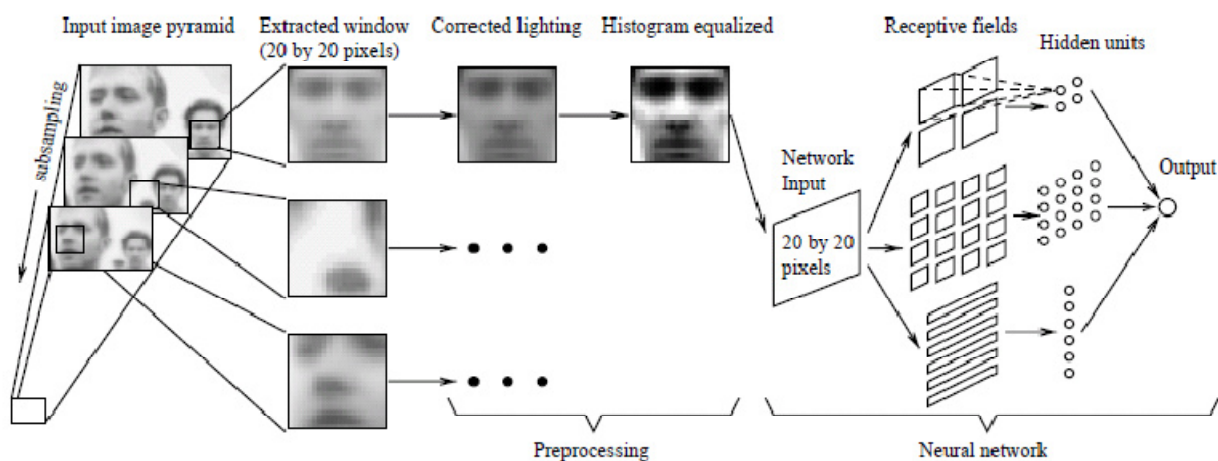 Input image pyramid
Extracted window
(20 by 20 pixels)
Corrected lighting
Histogram equalized
Receptive fields
Hidden units
subsampling
Network
Input
Output
20 by 20
pixels
Preprocessing
Neural network